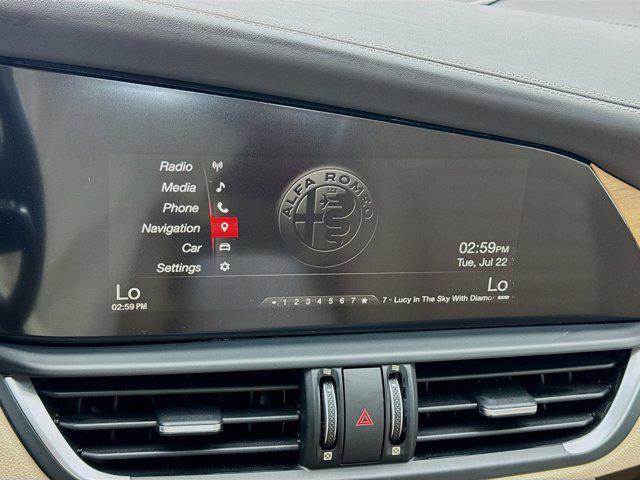 Radio
Media
Phone
Navigation
Car
Settings
ALFA ROMEO
02:59PM
Tue, Jul 22
Lo
02:59 PM
Lo
1 2 3 4 5 6 7
7 - Lucy In The Sky With Diamon